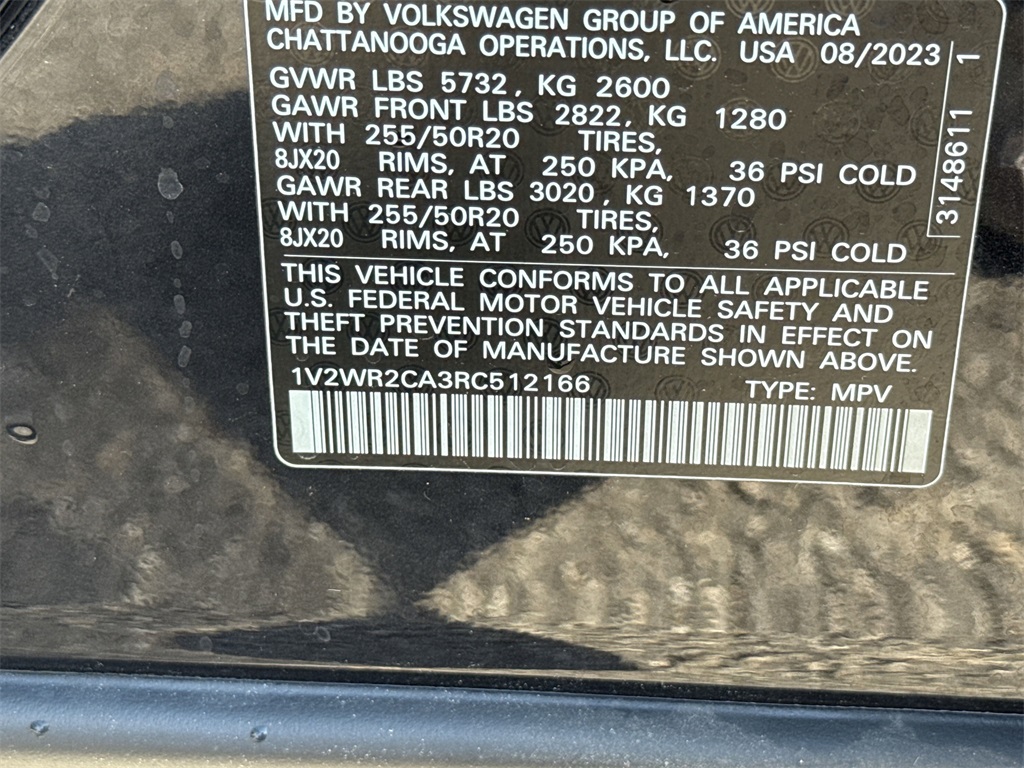 MFD BY VOLKSWAGEN GROUP OF AMERICA
CHATTANOOGA OPERATIONS, LLC. USA 08/2023
GVWR LBS 5732, KG 2600
GAWR FRONT LBS 2822, KG 1280
WITH 255/50R20 TIRES,
8JX20 RIMS, AT 250 KPA, 36 PSI COLD
GAWR REAR LBS 3020, KG 1370
WITH 255/50R20 TIRES,
8JX20 RIMS, AT 250 KPA, 36 PSI COLD
3148611 1
THIS VEHICLE CONFORMS TO ALL APPLICABLE
U.S. FEDERAL MOTOR VEHICLE SAFETY AND
THEFT PREVENTION STANDARDS IN EFFECT ON
THE DATE OF MANUFACTURE SHOWN ABOVE.
1V2WR2CA3RC512166 TYPE: MPV